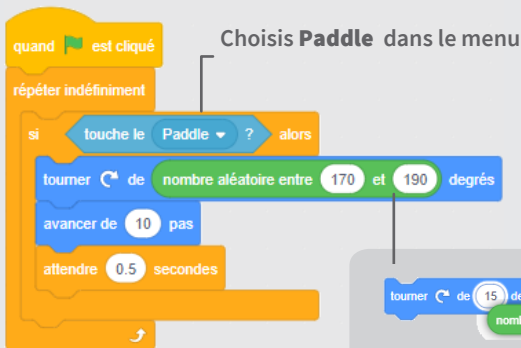 Choisis Paddle dans le menu
quand est cliqué
répéter indéfiniment
si touche le Paddle ? alors
tourner de nombre aléatoire entre 170 et 190 degrés
avancer de 10 pas
attendre 0.5 secondes
tourner de 15